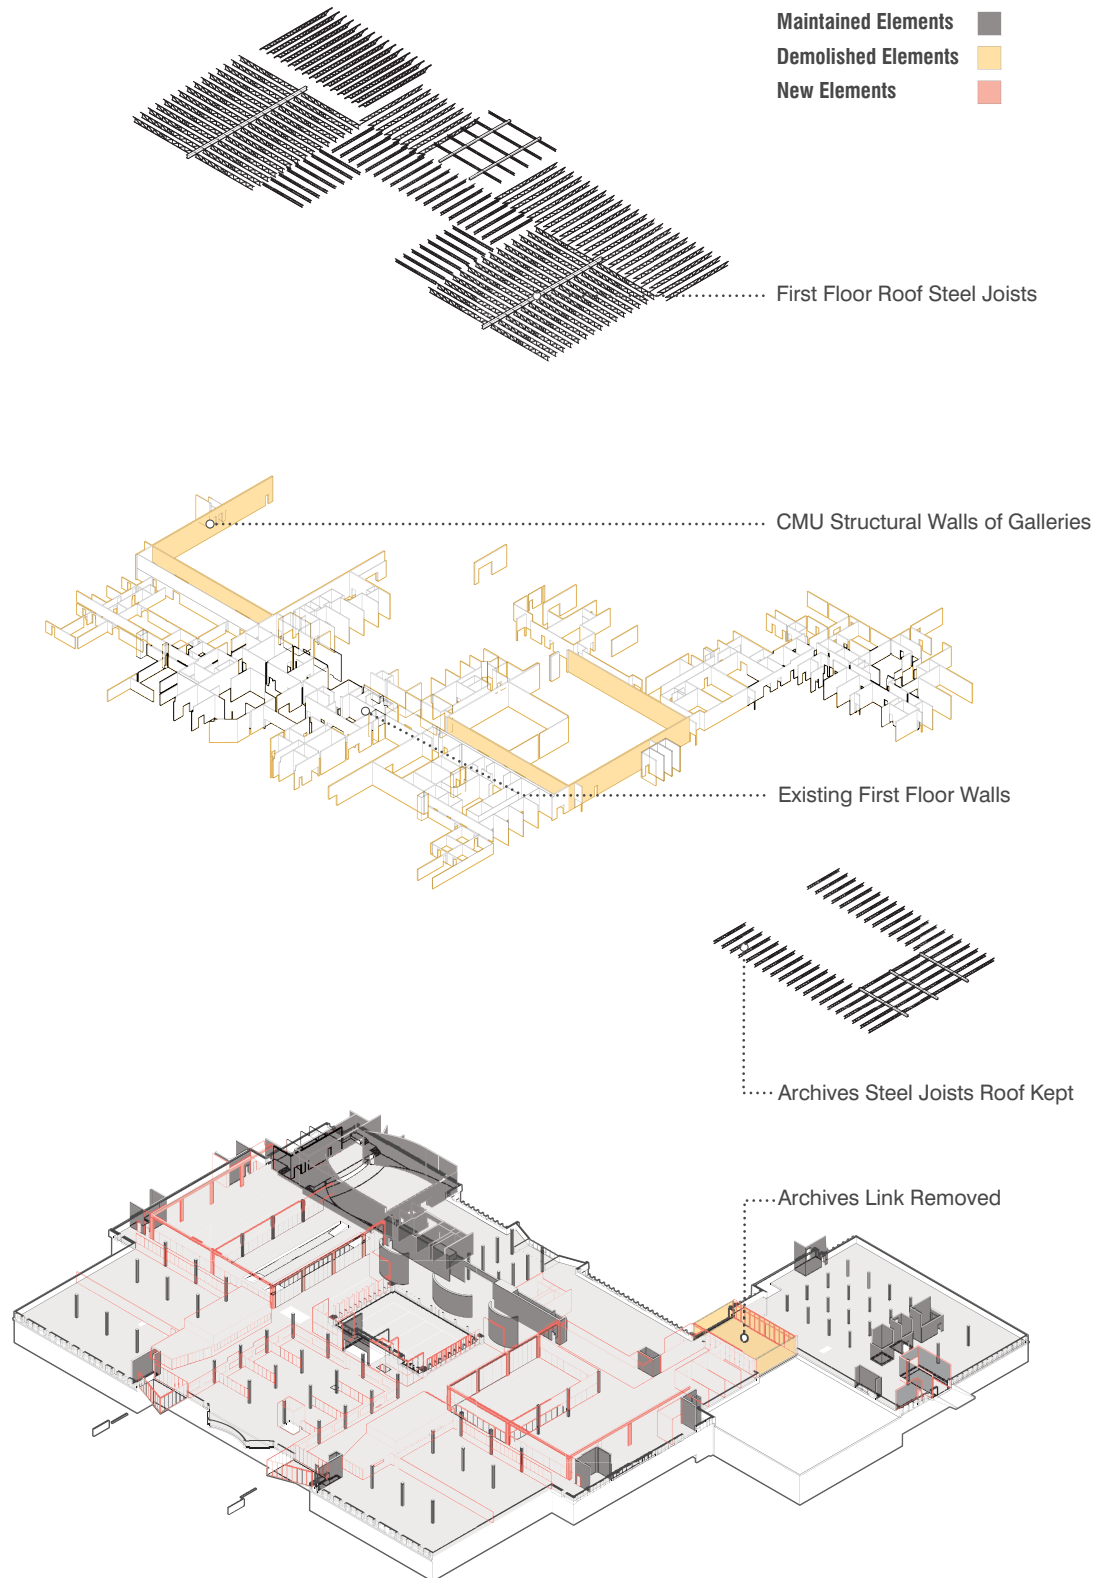 Maintained Elements
Demolished Elements
New Elements
First Floor Roof Steel Joists
CMU Structural Walls of Galleries
Existing First Floor Walls
Archives Steel Joists Roof Kept
Archives Link Removed